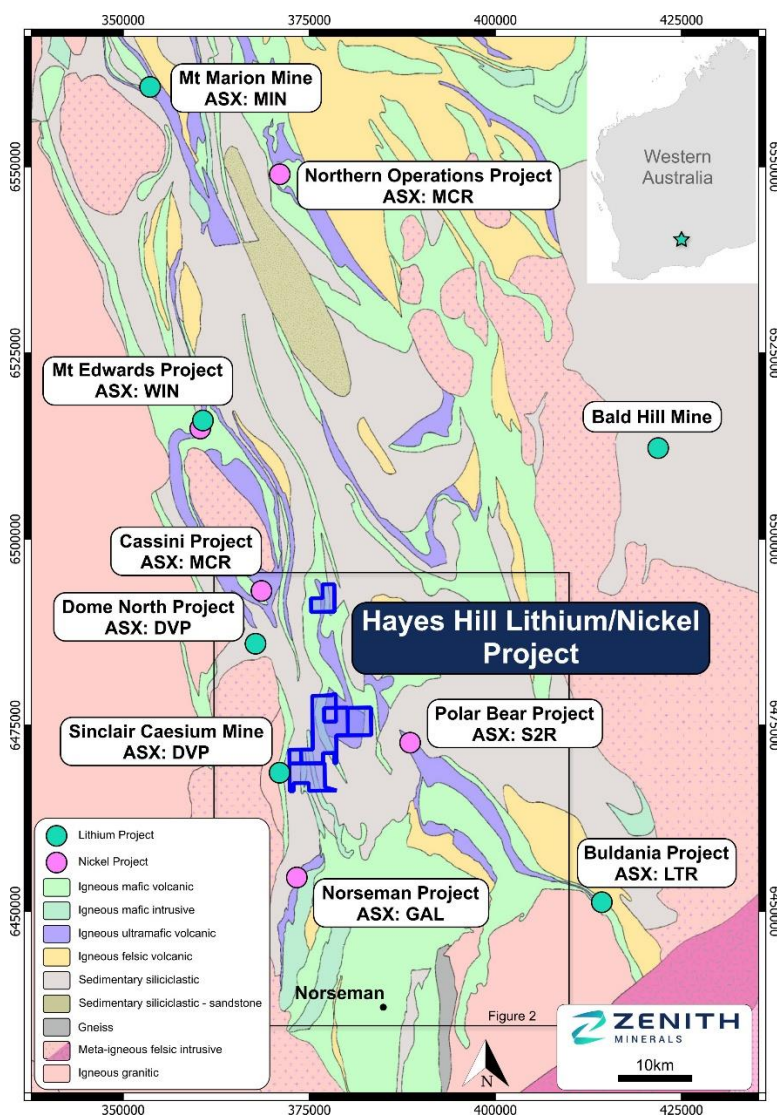 350000
375000
400000
425000
Mt Marion Mine
ASX: MIN
Western
Australia
6550000
6550000
Northern Operations Project
ASX: MCR
6525000
6525000
Mt Edwards Project
ASX: WIN
Bald Hill Mine
6500000
6500000
Cassini Project
ASX: MCR
Dome North Project
ASX: DVP
Hayes Hill Lithium/Nickel
Project
6475000
6475000
Sinclair Caesium Mine
ASX: DVP
Polar Bear Project
ASX: S2R
Buldania Project
ASX: LTR
6450000
6450000
Norseman Project
ASX: GAL
Norseman
Figure 2
Lithium Project
Nickel Project
Igneous mafic volcanic
Igneous mafic intrusive
Igneous ultramafic volcanic
Igneous felsic volcanic
Sedimentary siliciclastic
Sedimentary siliciclastic - sandstone
Gneiss
Meta-igneous felsic intrusive
Igneous granitic
N
ZENITH
MINERALS
10km
350000
375000
400000
425000